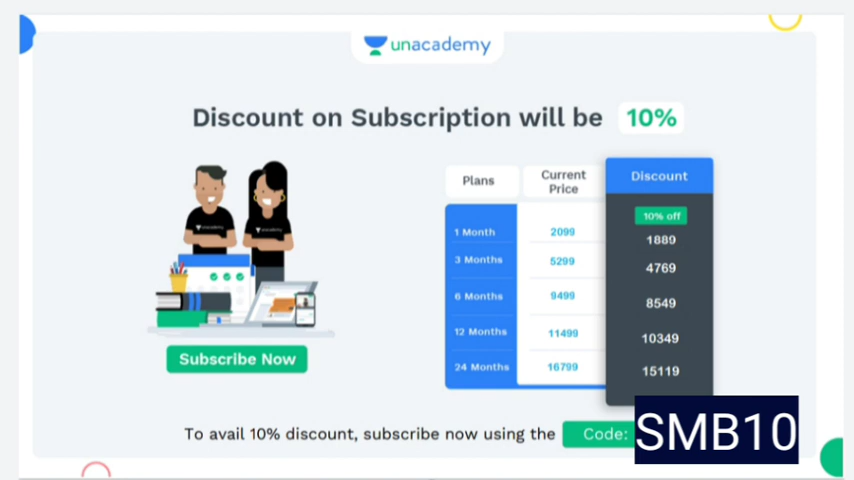 unacademy
Discount on Subscription will be 10%
Plans Current Price Discount
10% off
1 Month 2099 1889
3 Months 5299 4769
6 Months 9499 8549
12 Months 11499 10349
24 Months 16799 15119
Subscribe Now
To avail 10% discount, subscribe now using the Code: SMB10